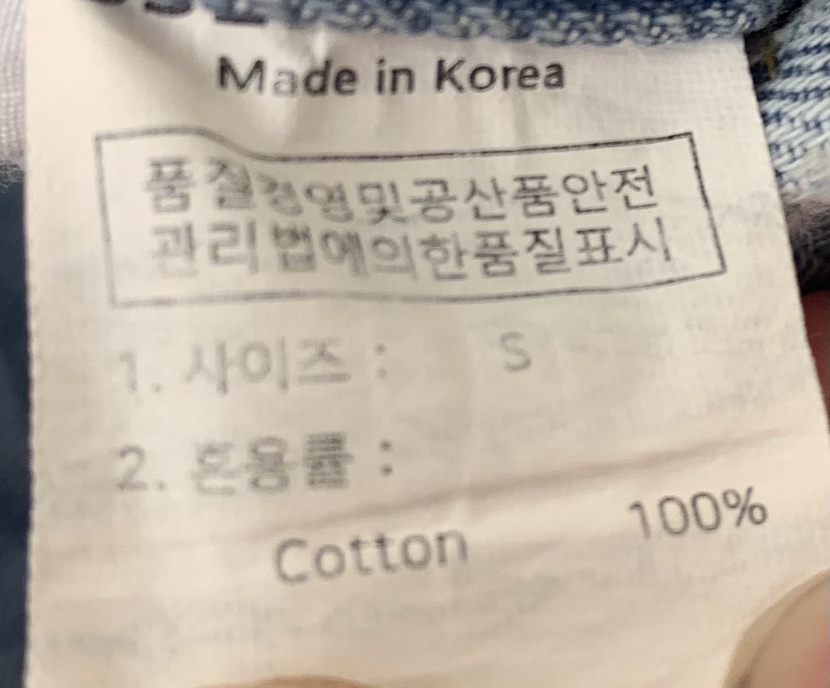 Made in Korea
품질경영및공산품안전
관리법에의한품질표시
1. 사이즈 : S
2. 혼용률 :
Cotton 100%